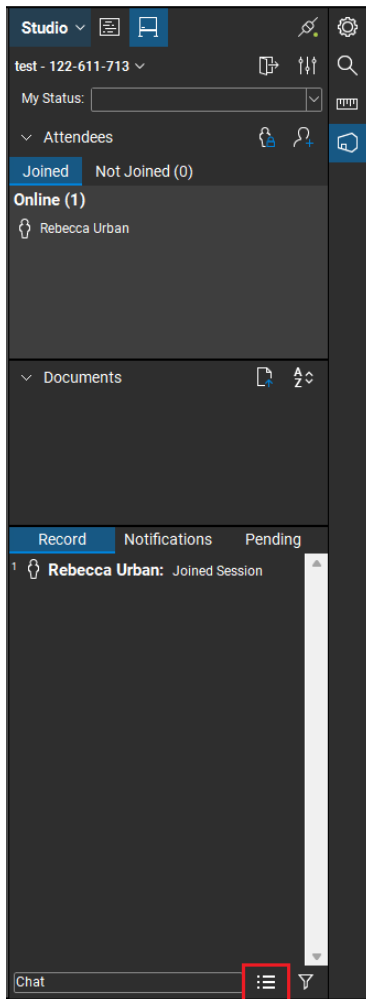 Studio
test - 122-611-713
My Status:
Attendees
Joined Not Joined (0)
Online (1)
Rebecca Urban
Documents
A
Z
Record Notifications Pending
1 Rebecca Urban: Joined Session
Chat